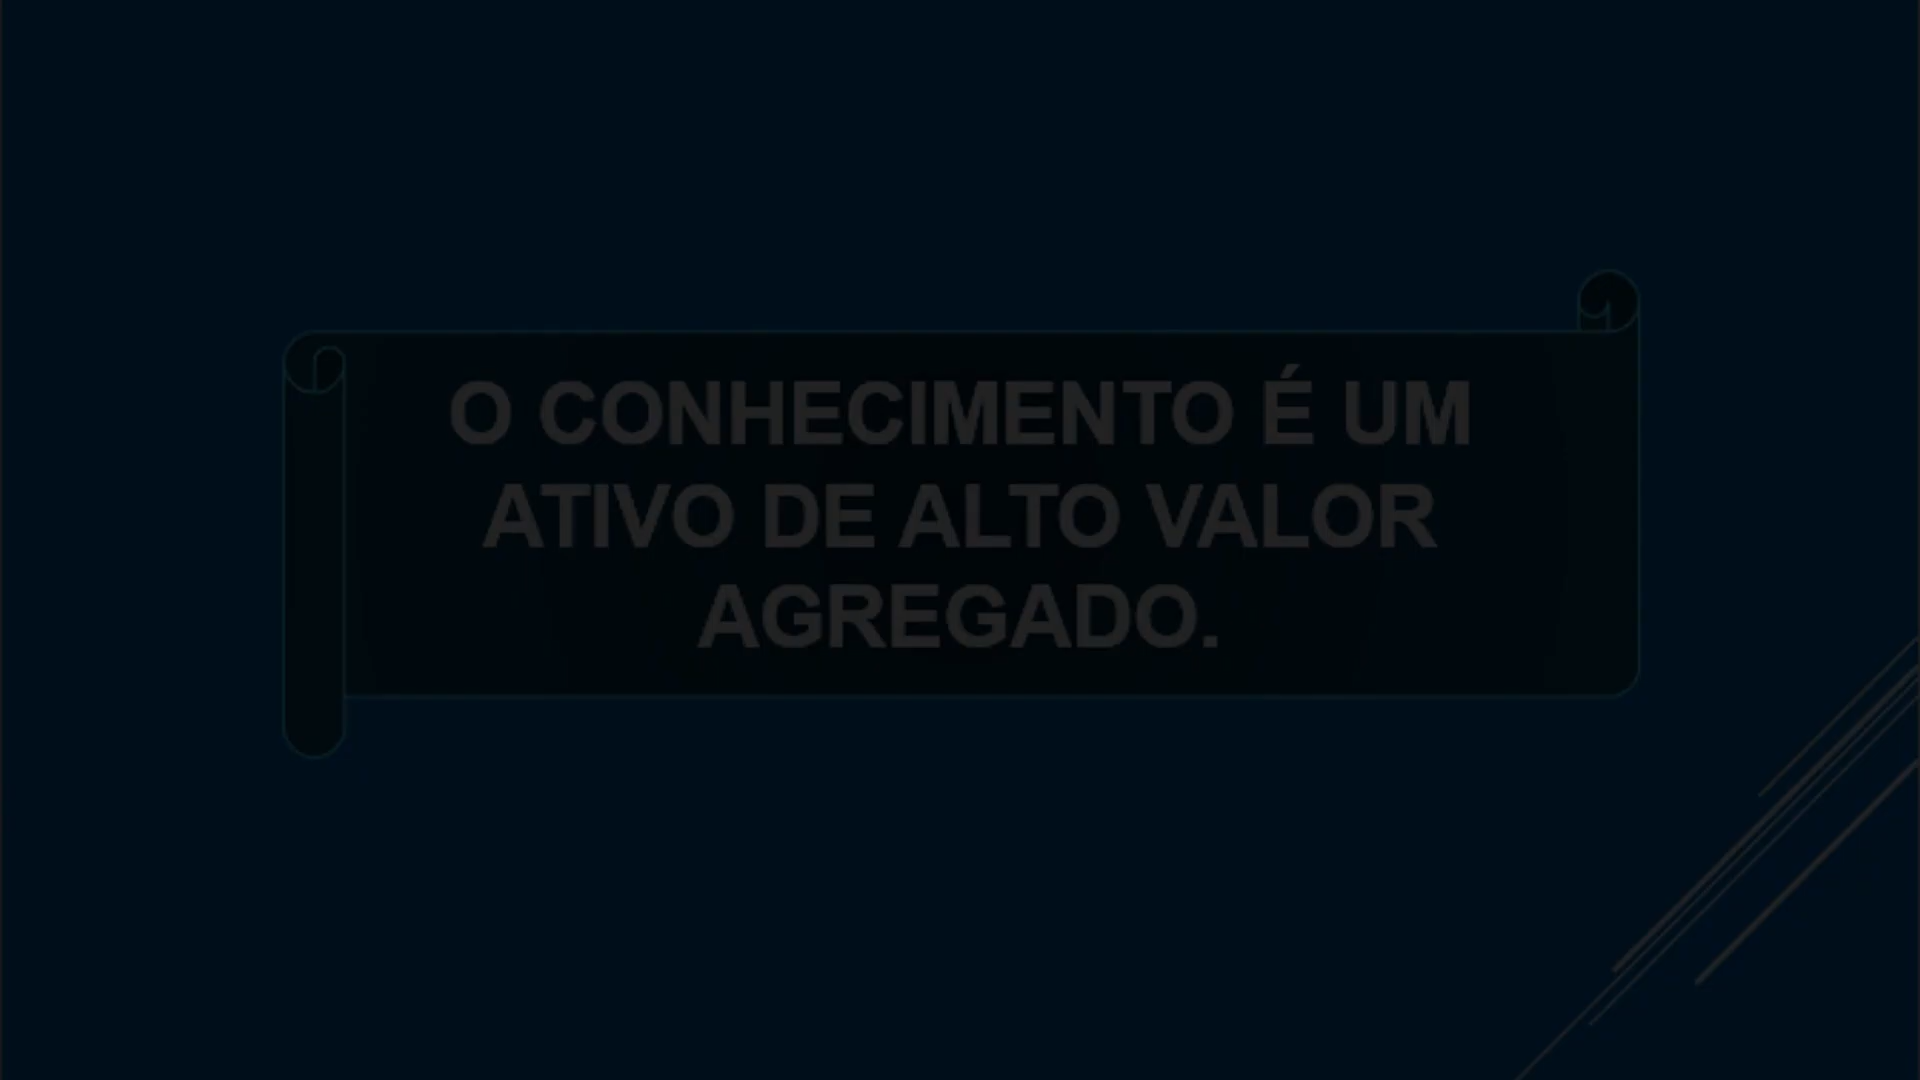 O CONHECIMENTO É UM
ATIVO DE ALTO VALOR
AGREGADO.